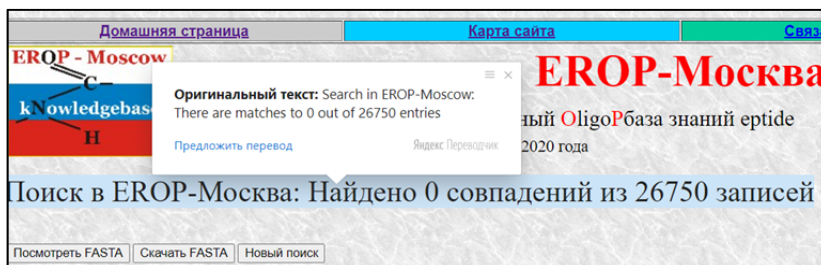 Домашняя страница
Карта сайта
Связ
EROP - Moscow
C
kNowledgebas
H
EROP-Москва
Оригинальный текст: Search in EROP-Moscow:
There are matches to 0 out of 26750 entries
Предложить перевод
Яндекс Переводчик
ный OligoPбаза знаний eptide
2020 года
Поиск в EROP-Москва: Найдено 0 совпадений из 26750 записей
Посмотреть FASTA
Скачать FASTA
Новый поиск